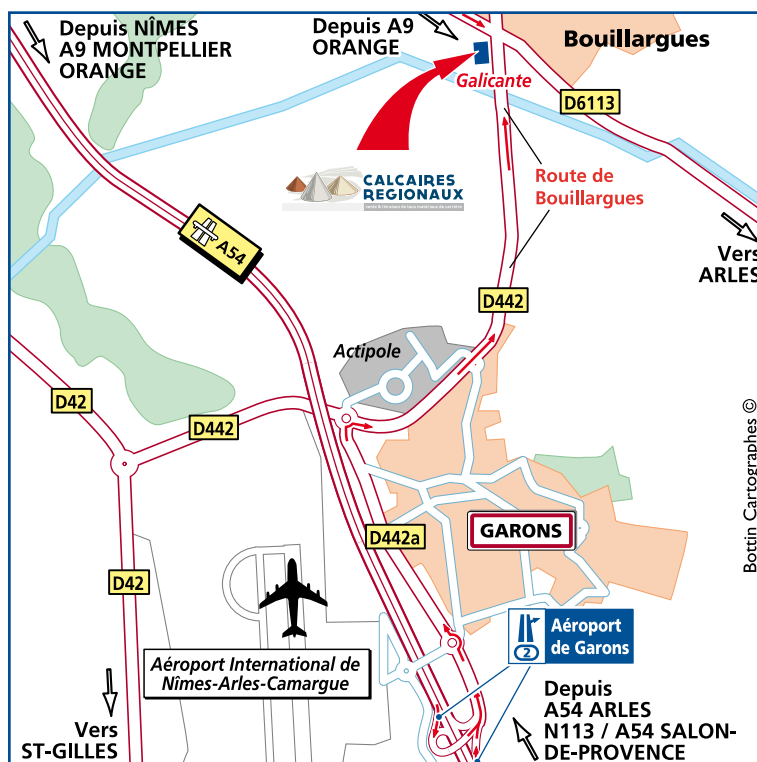 Depuis NÎMES
A9 MONTPELLIER
ORANGE
Depuis A9
ORANGE
Bouillargues
Galicante
D6113
CALCAIRES
REGIONAUX
Route de
Bouillargues
A54
Vers
ARLES
D442
Actipole
D42
D442
D442a
GARONS
D42
Bottin Cartographes ©
Aéroport
de Garons
2
Aéroport International de
Nîmes-Arles-Camargue
Depuis
A54 ARLES
N113 / A54 SALON-
DE-PROVENCE
Vers
ST-GILLES